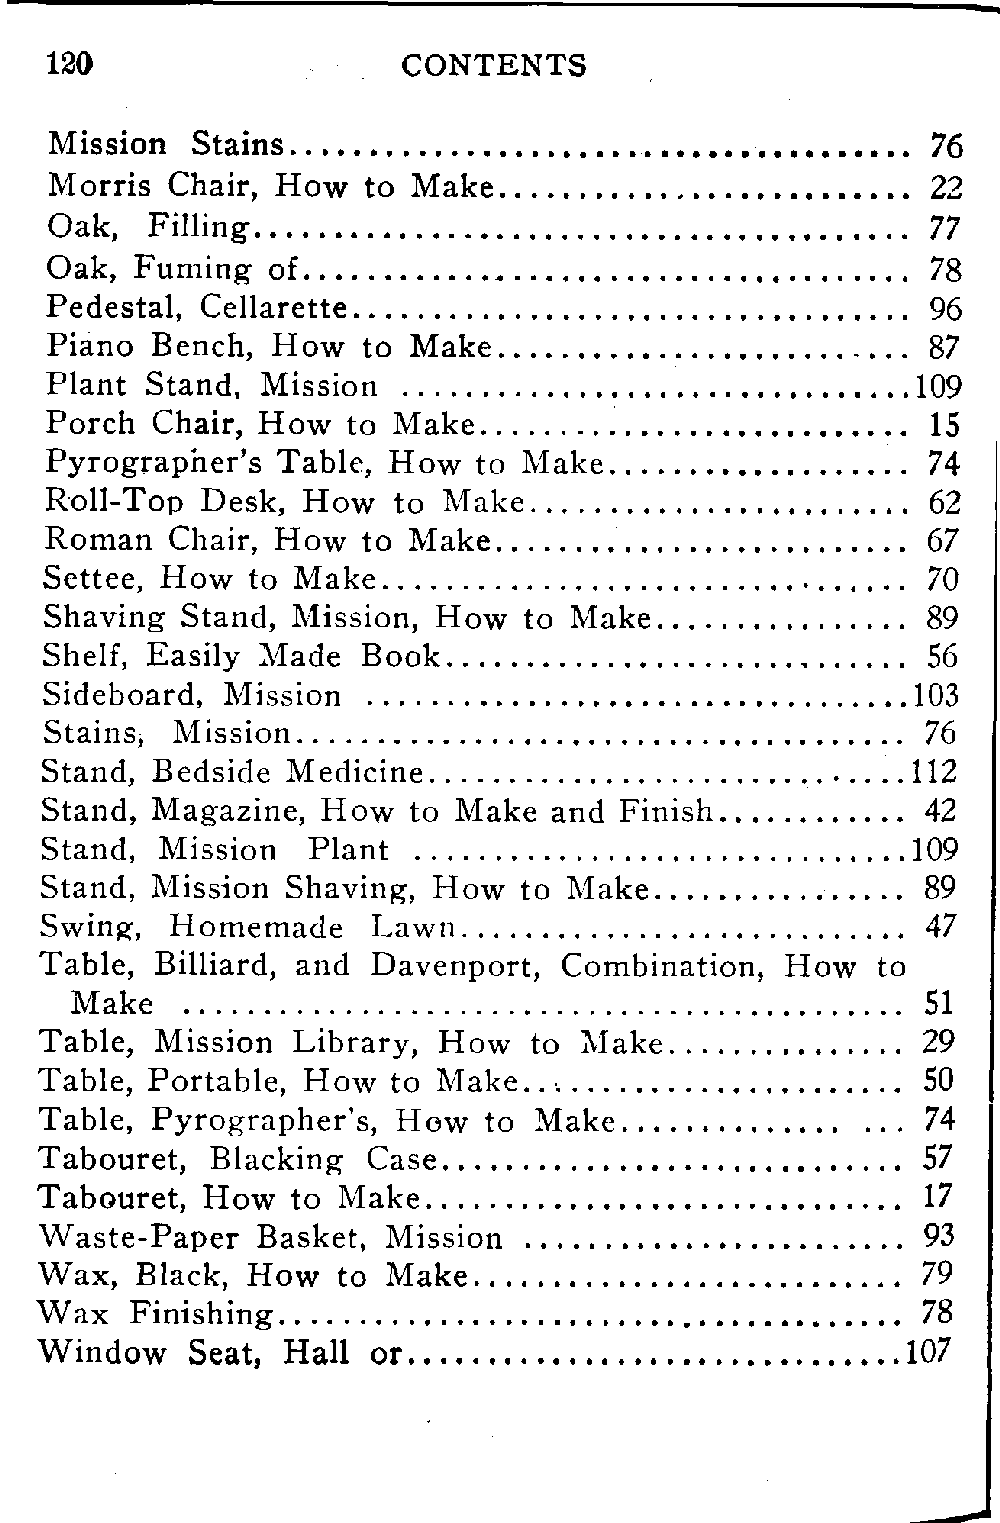 120 CONTENTS
Mission Stains....................................... 76
Morris Chair, How to Make.......................... 22
Oak, Filling......................................... 77
Oak, Fuming of...................................... 78
Pedestal, Cellarette................................... 96
Piano Bench, How to Make.......................... 87
Plant Stand, Mission ................................109
Porch Chair, How to Make........................... 15
Pyrographer's Table, How to Make................... 74
Roll-Top Desk, How to Make........................ 62
Roman Chair, How to Make.......................... 67
Settee, How to Make................................. 70
Shaving Stand, Mission, How to Make................ 89
Shelf, Easily Made Book............................. 56
Sideboard, Mission ..................................103
Stains, Mission...................................... 76
Stand, Bedside Medicine..............................112
Stand, Magazine, How to Make and Finish............ 42
Stand, Mission Plant ...............................109
Stand, Mission Shaving, How to Make................ 89
Swing, Homemade Lawn............................ 47
Table, Billiard, and Davenport, Combination, How to
Make ............................................. 51
Table, Mission Library, How to Make............... 29
Table, Portable, How to Make........................ 50
Table, Pyrographer's, How to Make.............. ... 74
Tabouret, Blacking Case............................. 57
Tabouret, How to Make.............................. 17
Waste-Paper Basket, Mission ........................ 93
Wax, Black, How to Make........................... 79
Wax Finishing....................................... 78
Window Seat, Hall or...............................107